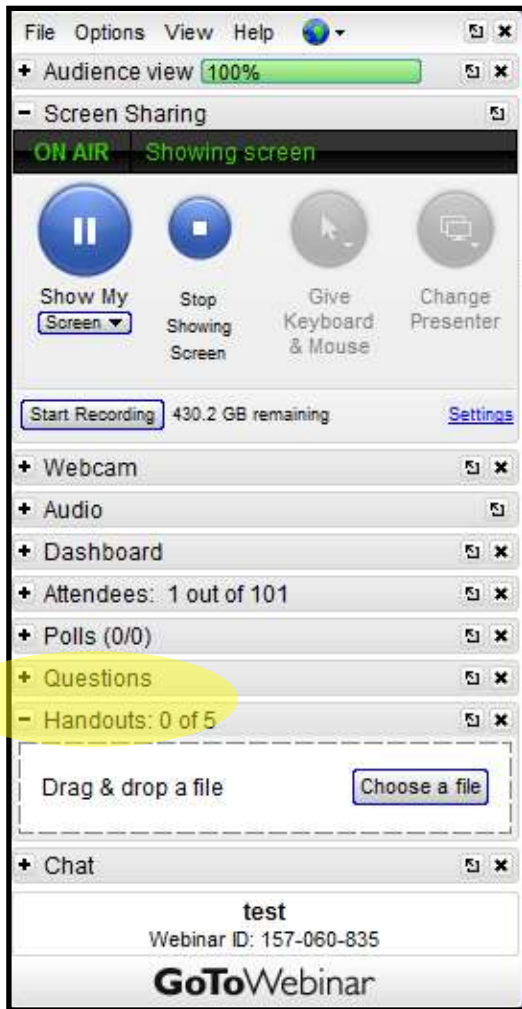 File Options View Help
+ Audience view 100%
- Screen Sharing
ON AIR Showing screen
Show My
Screen
Stop
Showing
Screen
Give
Keyboard
& Mouse
Change
Presenter
Start Recording 430.2 GB remaining Settings
+ Webcam
+ Audio
+ Dashboard
+ Attendees: 1 out of 101
+ Polls (0/0)
+ Questions
- Handouts: 0 of 5
Drag & drop a file Choose a file
+ Chat
test
Webinar ID: 157-060-835
GoToWebinar